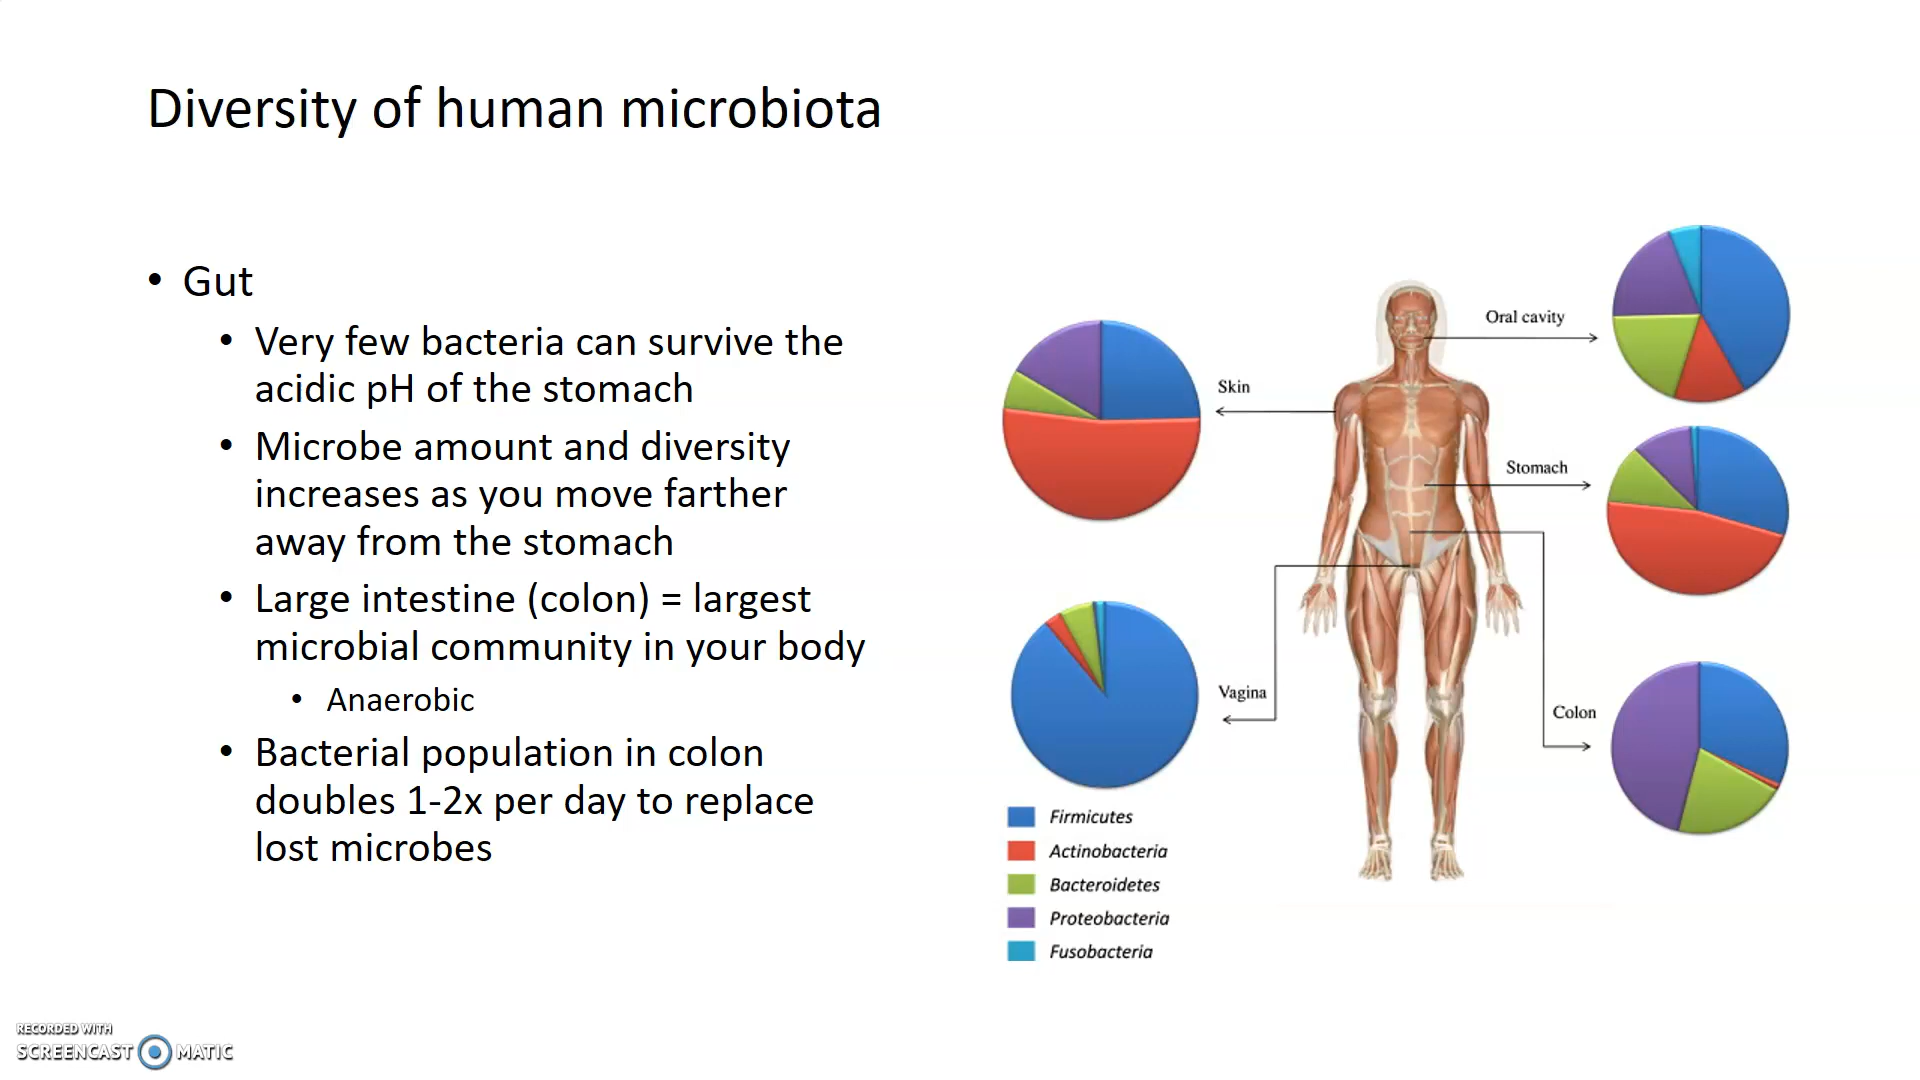 Diversity of human microbiota
• Gut
• Very few bacteria can survive the
acidic pH of the stomach
• Microbe amount and diversity
increases as you move farther
away from the stomach
• Large intestine (colon) = largest
microbial community in your body
• Anaerobic
• Bacterial population in colon
doubles 1-2x per day to replace
lost microbes
Oral cavity
Skin
Stomach
Vagina
Colon
Firmicutes
Actinobacteria
Bacteroidetes
Proteobacteria
Fusobacteria
RECORDED WITH
SCREENCAST MATIC